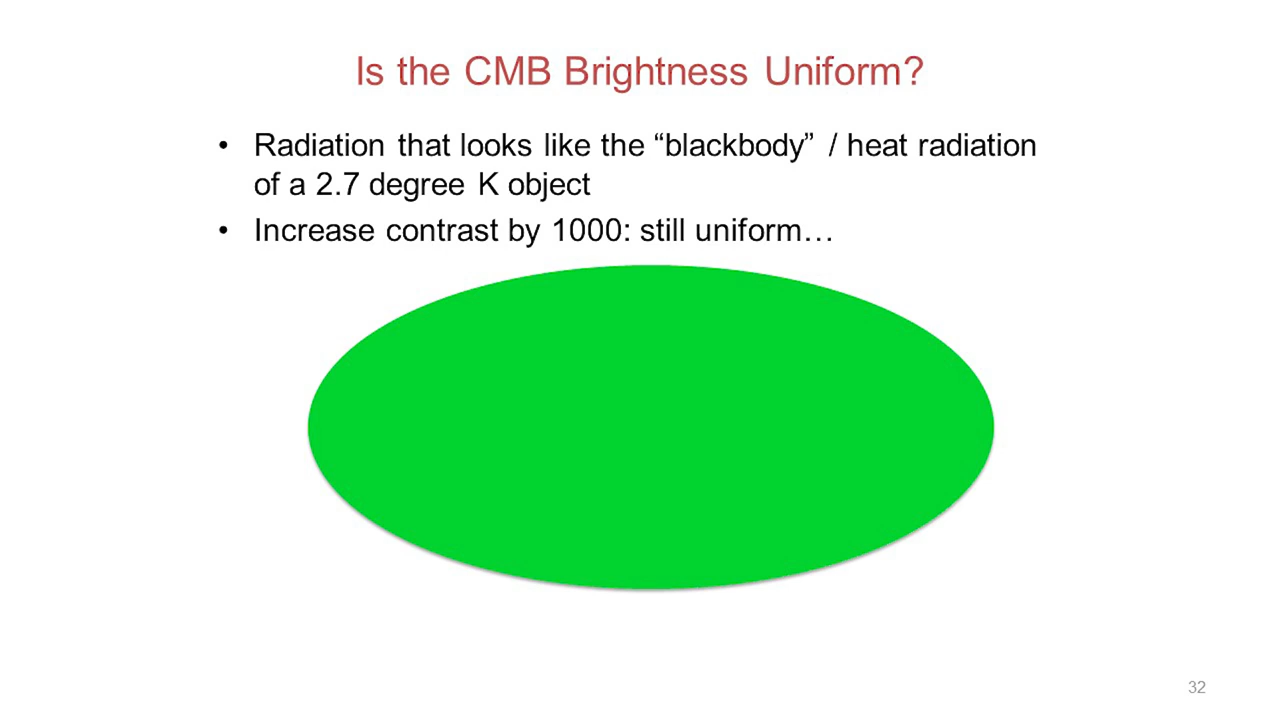 Is the CMB Brightness Uniform?
• Radiation that looks like the “blackbody” / heat radiation
of a 2.7 degree K object
• Increase contrast by 1000: still uniform…
32